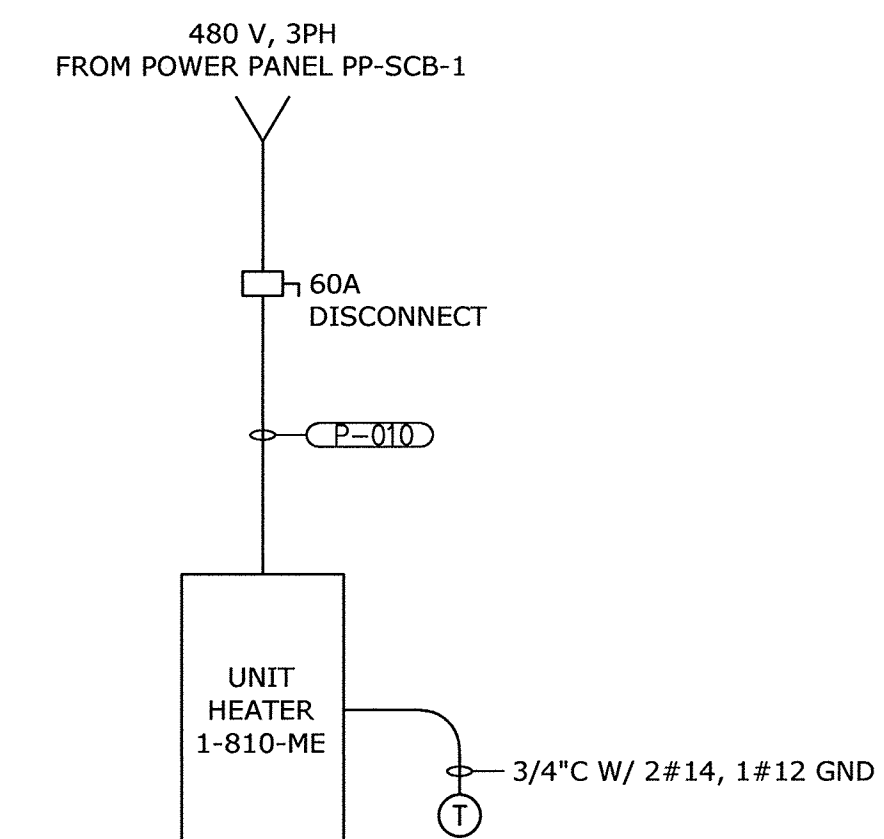 480 V, 3PH
FROM POWER PANEL PP-SCB-1
60A
DISCONNECT
P-010
UNIT
HEATER
1-810-ME
3/4"C W/ 2#14, 1#12 GND
T